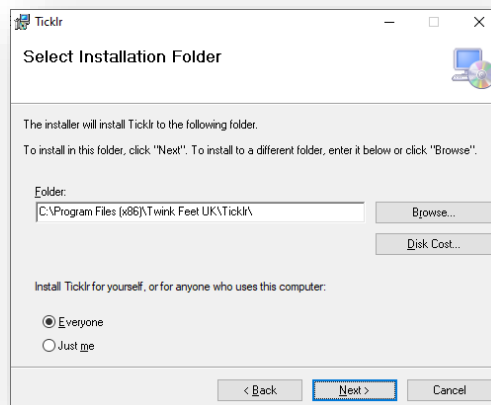 Ticklr
Select Installation Folder
The installer will install Ticklr to the following folder.
To install in this folder, click "Next". To install to a different folder, enter it below or click "Browse".
Folder:
C:\Program Files (x86)\Twink Feet UK\Ticklr\
Browse...
Disk Cost...
Install Ticklr for yourself, or for anyone who uses this computer:
Everyone
Just me
< Back
Next >
Cancel